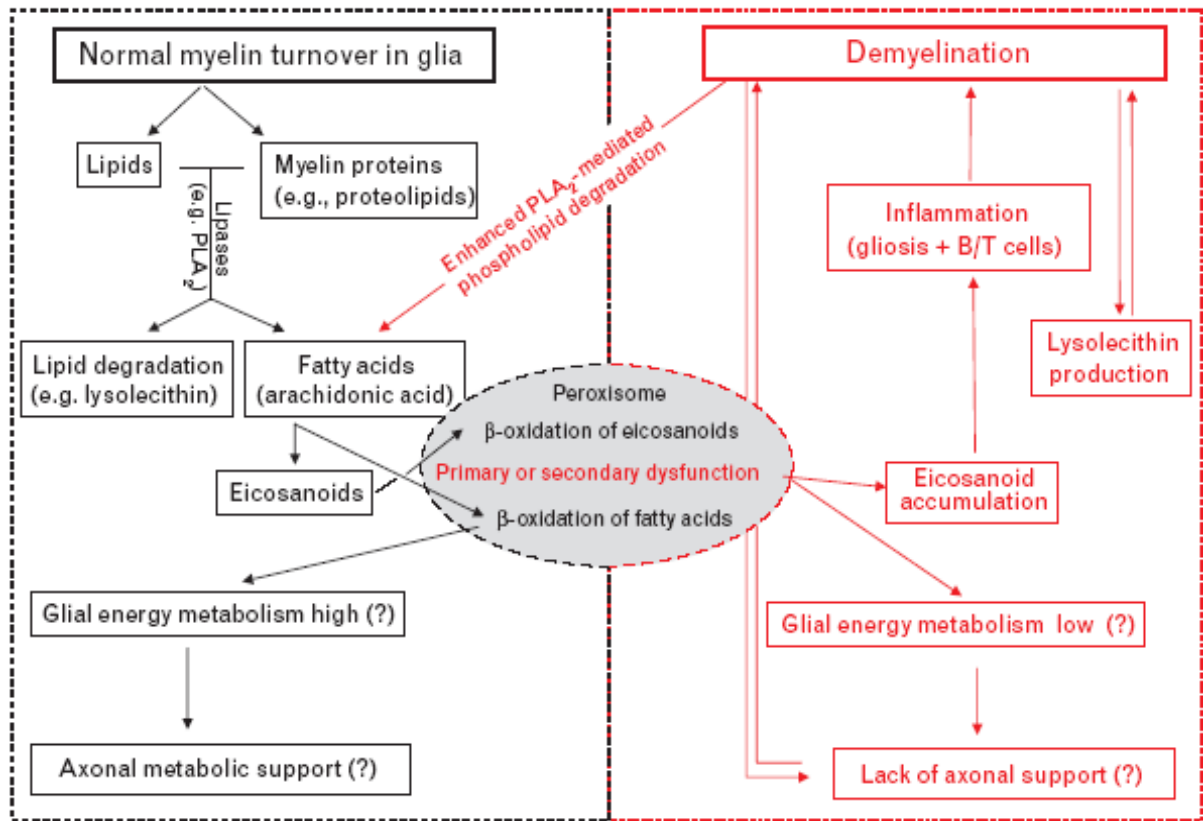 Normal myelin turnover in glia
Lipids
Myelin proteins
(e.g., proteolipids)
Lipases
(e.g. PLA₂)
Lipid degradation
(e.g. lysolecithin)
Fatty acids
(arachidonic acid)
Eicosanoids
Glial energy metabolism high (?)
Axonal metabolic support (?)
Enhanced PLA₂-mediated
phospholipid degradation
Peroxisome
β-oxidation of eicosanoids
Primary or secondary dysfunction
β-oxidation of fatty acids
Demyelination
Inflammation
(gliosis + B/T cells)
Lysolecithin
production
Eicosanoid
accumulation
Glial energy metabolism low (?)
Lack of axonal support (?)